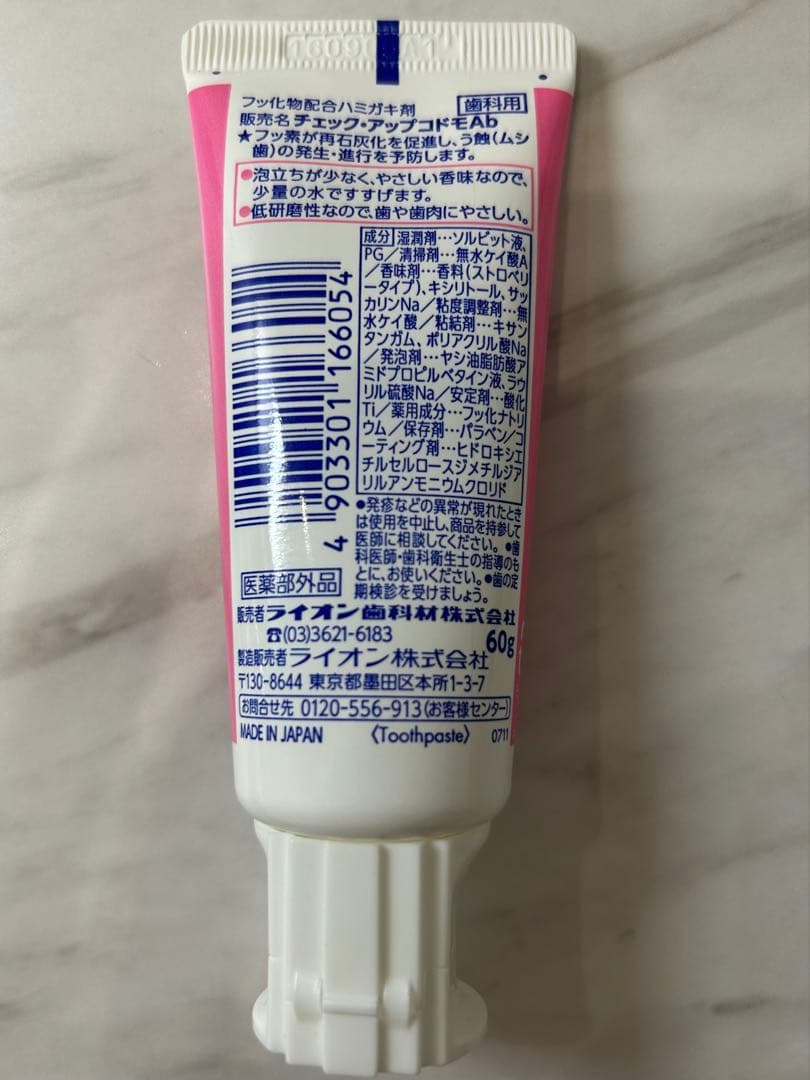 フッ化物配合ハミガキ剤 歯科用
販売名 チェック・アップコドモAb
★フッ素が再石灰化を促進し、う蝕(ムシ
歯)の発生・進行を予防します。
●泡立ちが少なく、やさしい香味なので、
少量の水ですすげます。
●低研磨性なので、歯や歯肉にやさしい。
成分 湿潤剤…ソルビット液、
PG/清掃剤…無水ケイ酸A
/香味剤…香料(ストロベリ
ータイプ)、キシリトール、サッ
カリンNa/粘度調整剤…無
水ケイ酸/粘結剤…キサン
タンガム、ポリアクリル酸Na
/発泡剤…ヤシ油脂肪酸ア
ミドプロピルベタイン液、ラウ
リル硫酸Na/安定剤…酸化
Ti/薬用成分…フッ化ナトリ
ウム/保存剤…パラベン/コ
ーティング剤…ヒドロキシエ
チルセルロースジメチルジア
リルアンモニウムクロリド
4 903301 166054
●発疹などの異常が現れたとき
は使用を中止し、商品を持参して
医師に相談してください。●歯
科医師・歯科衛生士の指導のも
とに、お使いください。●歯の定
期検診を受けましょう。
医薬部外品
販売者 ライオン歯科材株式会社
☎(03)3621-6183
60g
製造販売者 ライオン株式会社
〒130-8644 東京都墨田区本所1-3-7
お問合せ先 0120-556-913(お客様センター)
MADE IN JAPAN 〈Toothpaste〉 0711